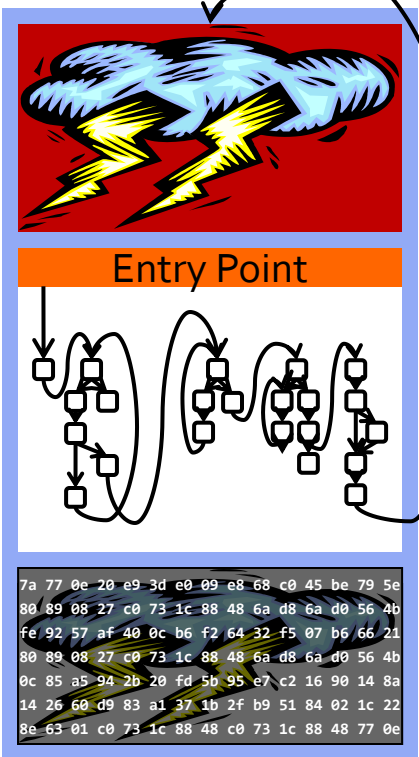 Entry Point
7a 77 0e 20 e9 3d e0 09 e8 68 c0 45 be 79 5e
80 89 08 27 c0 73 1c 88 48 6a d8 6a d0 56 4b
fe 92 57 af 40 0c b6 f2 64 32 f5 07 b6 66 21
80 89 08 27 c0 73 1c 88 48 6a d8 6a d0 56 4b
0c 85 a5 94 2b 20 fd 5b 95 e7 c2 16 90 14 8a
14 26 60 d9 83 a1 37 1b 2f b9 51 84 02 1c 22
8e 63 01 c0 73 1c 88 48 c0 73 1c 88 48 77 0e